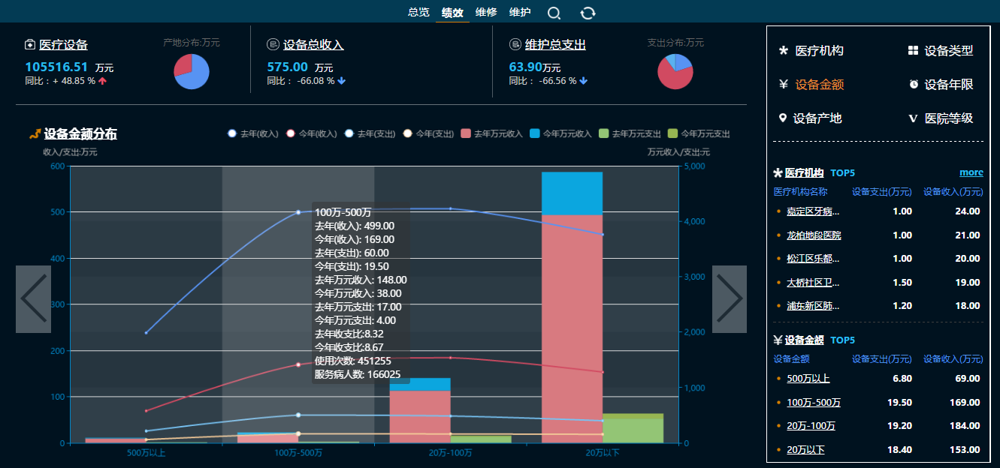 总览 绩效 维修 维护
医疗设备 产地分布:万元
105516.51 万元
同比：+ 48.85 %
设备总收入
575.00 万元
同比： -66.08 %
维护总支出 支出分布:万元
63.90万元
同比： -66.56 %
设备金额分布
去年(收入) 今年(收入) 去年(支出) 今年(支出) 去年万元收入 今年万元收入 去年万元支出 今年万元支出
收入/支出:万元 万元收入/支出:元
600 5,000
500
4,000
400
3,000
300
2,000
200
1,000
100
0 0
100万-500万
去年(收入): 499.00
今年(收入): 169.00
去年(支出): 60.00
今年(支出): 19.50
去年万元收入: 148.00
今年万元收入: 38.00
去年万元支出: 17.00
今年万元支出: 4.00
去年收支比:8.32
今年收支比:8.67
使用次数: 451255
服务病人数: 166025
500万以上 100万-500万 20万-100万 20万以下
医疗机构 设备类型
¥ 设备金额 设备年限
设备产地 V 医院等级
医疗机构 TOP5 more
医疗机构名称 设备支出(万元) 设备收入(万元)
嘉定区牙病... 1.00 24.00
龙柏地段医院 1.00 21.00
松江区乐都... 1.00 20.00
大桥社区卫... 1.50 19.00
浦东新区肺... 1.20 18.00
¥ 设备金额 TOP5
设备金额 设备支出(万元) 设备收入(万元)
500万以上 6.80 69.00
100万-500万 19.50 169.00
20万-100万 19.20 184.00
20万以下 18.40 153.00